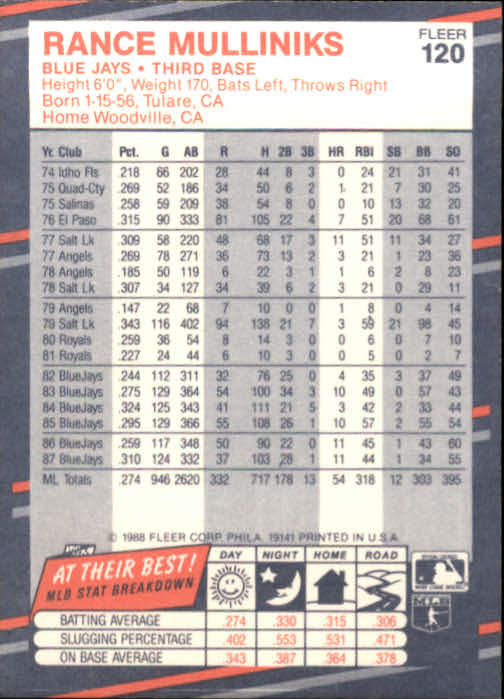 RANCE MULLINIKS
FLEER
120
BLUE JAYS • THIRD BASE
Height 6'0", Weight 170, Bats Left, Throws Right
Born 1-15-56, Tulare, CA
Home Woodville, CA
Yr. Club Pct. G AB R H 2B 3B HR RBI SB BB SO
74 Idho Fls .218 66 202 28 44 8 3 0 24 21 31 41
75 Quad-Cty .269 52 186 34 50 6 2 1 21 7 30 25
75 Salinas .258 59 209 38 54 8 0 0 10 13 32 20
76 El Paso .315 90 333 81 105 22 4 7 51 20 68 61
77 Salt Lk .309 58 220 48 68 17 3 11 51 11 34 27
77 Angels .269 78 271 36 73 13 2 3 21 1 23 36
78 Angels .185 50 119 6 22 3 1 1 6 2 8 23
78 Salt Lk .307 34 127 39 39 6 2 3 21 0 29 11
79 Angels .147 22 68 7 10 0 0 1 8 0 4 14
79 Salt Lk .343 116 402 94 138 21 7 3 59 21 98 45
80 Royals .259 36 54 8 14 3 0 0 6 0 7 10
81 Royals .227 24 44 6 10 3 0 0 5 0 2 7
82 BlueJays .244 112 311 32 76 25 0 4 35 3 37 49
83 BlueJays .275 129 364 54 100 34 3 10 49 0 57 43
84 BlueJays .324 125 343 41 111 21 5 3 42 2 33 44
85 BlueJays .295 129 366 55 108 26 1 10 57 2 55 54
86 BlueJays .259 117 348 50 90 22 0 11 45 1 43 60
87 BlueJays .310 124 332 37 103 28 1 11 44 1 34 55
ML Totals .274 946 2620 332 717 178 13 54 318 12 303 395
© 1988 FLEER CORP. PHILA. 19141 PRINTED IN U.S.A.
AT THEIR BEST!
MLB STAT BREAKDOWN
DAY NIGHT HOME ROAD
BATTING AVERAGE .274 .330 .315 .306
SLUGGING PERCENTAGE .402 .553 .531 .471
ON BASE AVERAGE .343 .387 .364 .378
MLB